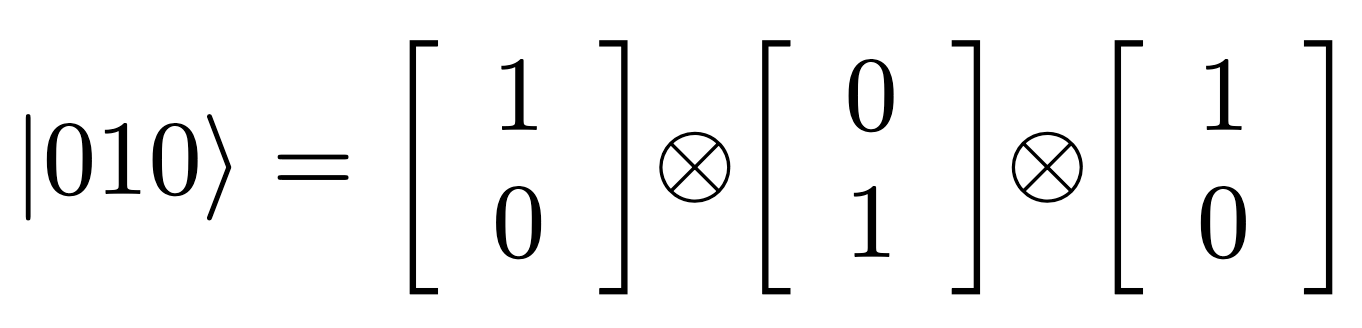 |010⟩ = [1 0] ⊗ [0 1] ⊗ [1 0]